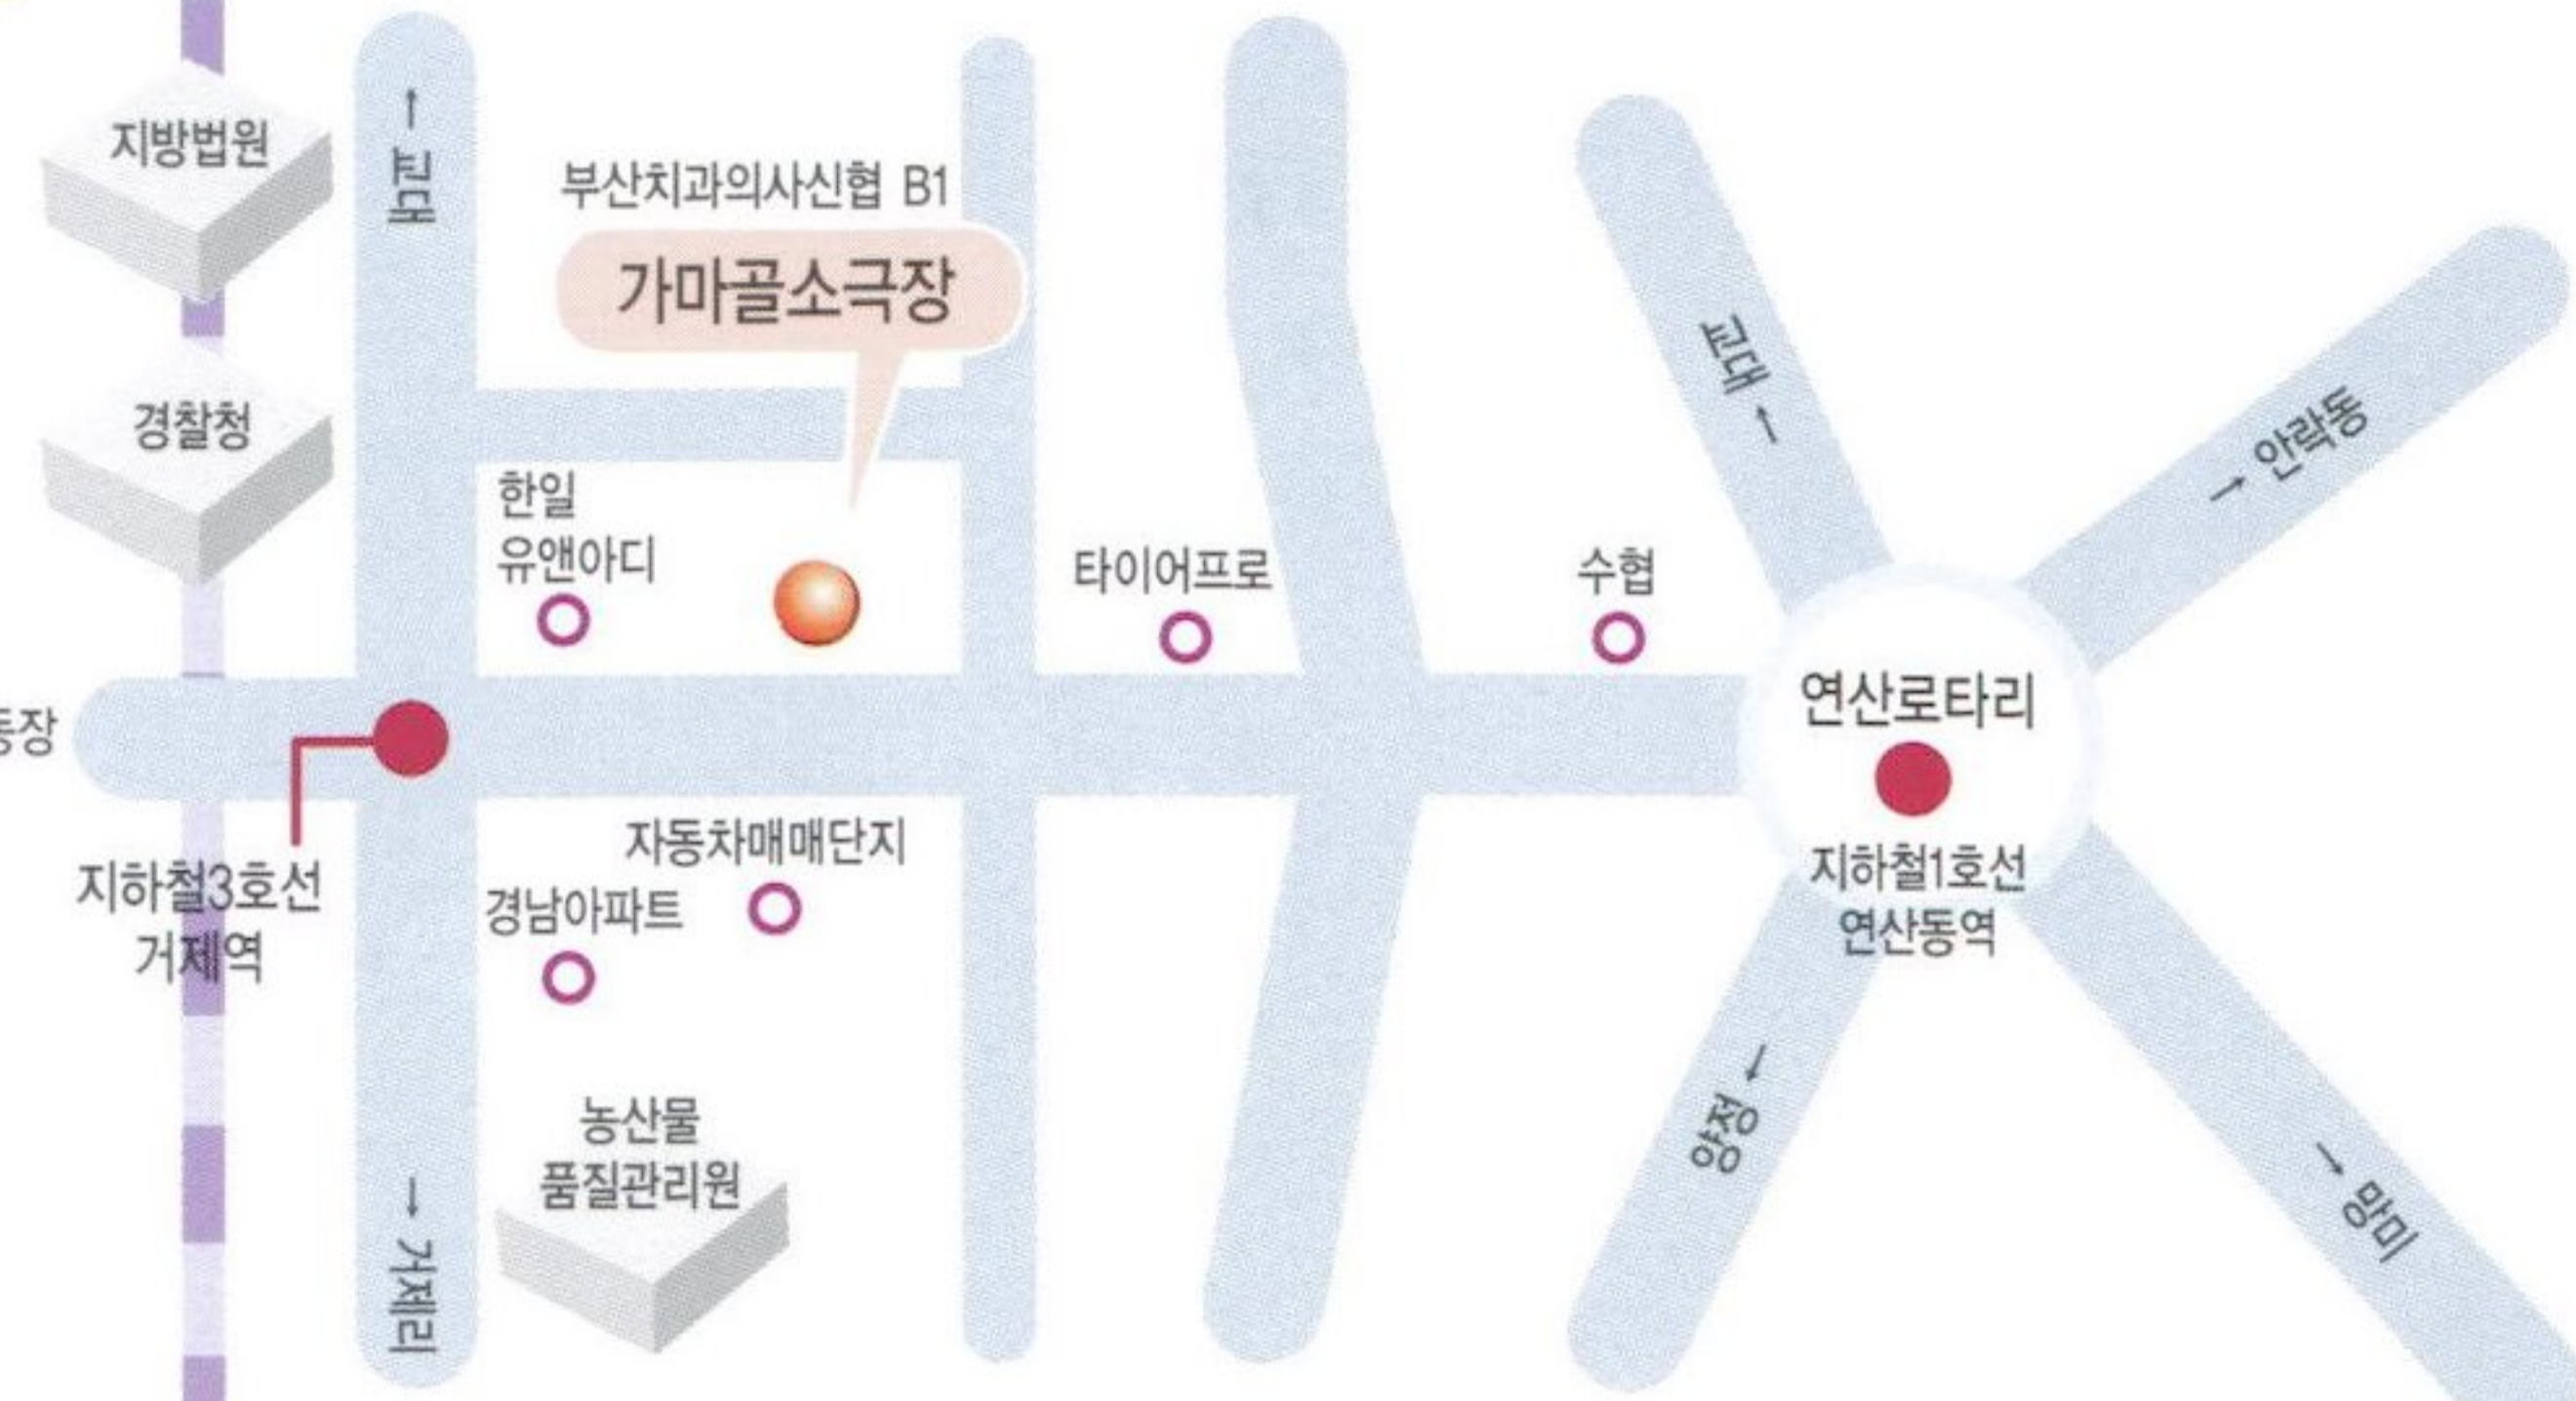 지방법원
← 교대
부산치과의사신협 B1
가마골소극장
경찰청
한일
유앤아디
타이어프로
수협
교대 ←
→ 안락동
연산로타리
지하철1호선
연산동역
동장
지하철3호선
거제역
자동차매매단지
경남아파트
농산물
품질관리원
→ 거제리
양정 ←
→ 망미